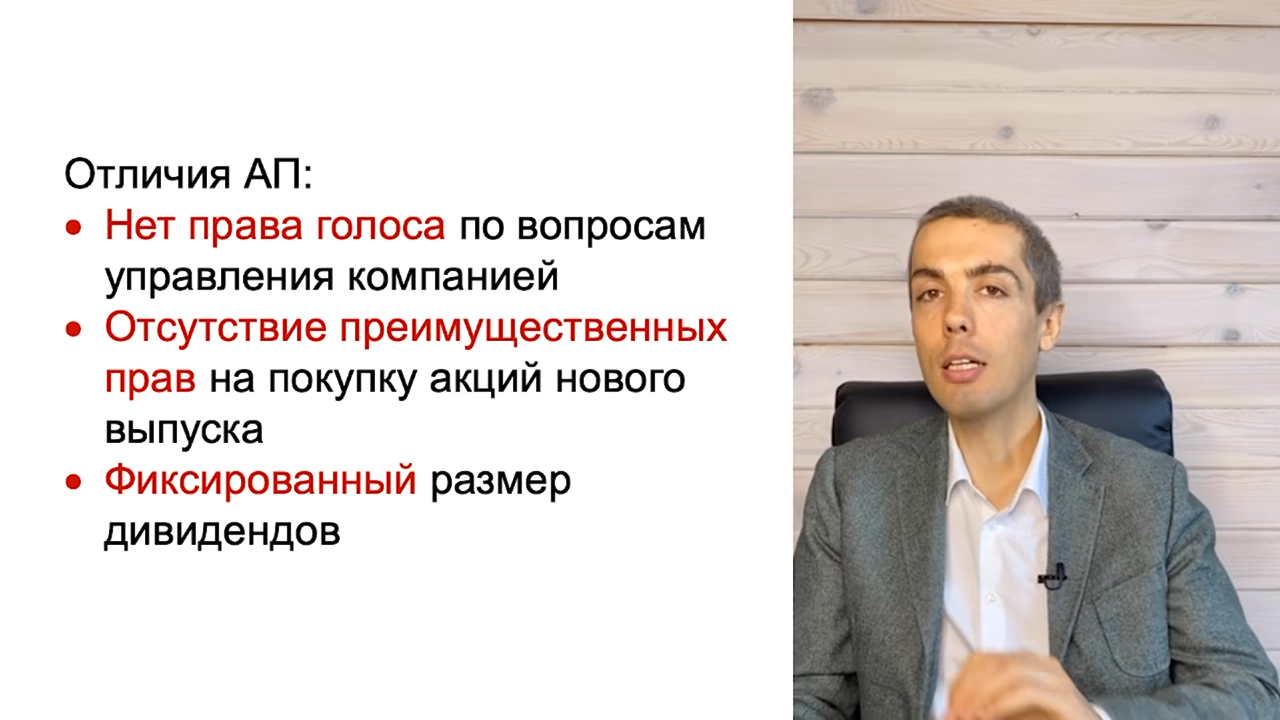 Отличия АП:
• Нет права голоса по вопросам
управления компанией
• Отсутствие преимущественных
прав на покупку акций нового
выпуска
• Фиксированный размер
дивидендов